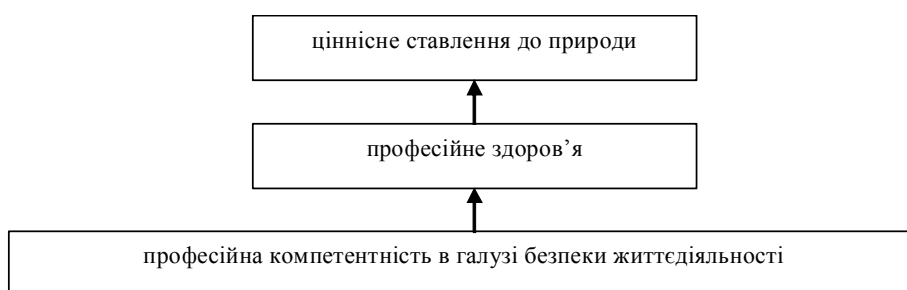 ціннісне ставлення до природи
професійне здоров’я
професійна компетентність в галузі безпеки життєдіяльності